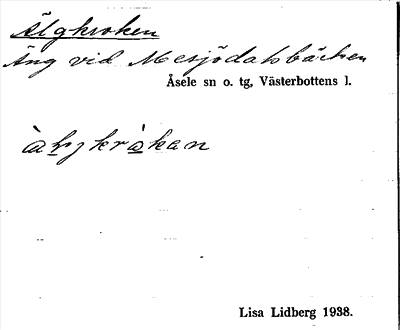 Älgkroken
Äng vid Mesjödalsbäcken
Åsele sn o. tg, Västerbottens l.
Lisa Lidberg 1938.